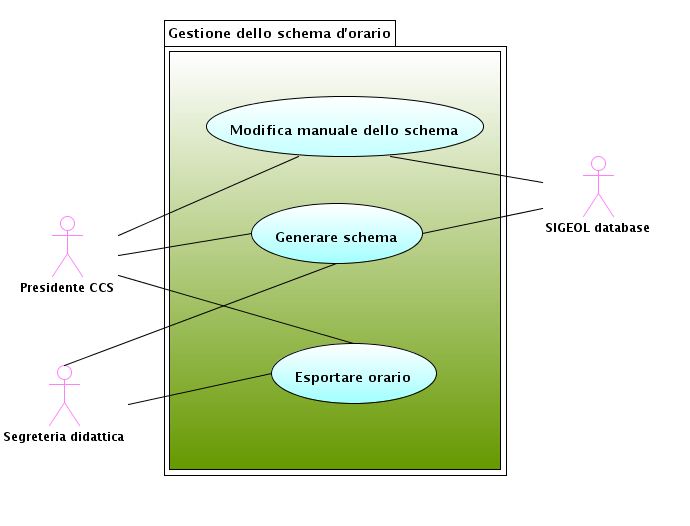 Gestione dello schema d'orario
Modifica manuale dello schema
SIGEOL database
Generare schema
Presidente CCS
Esportare orario
Segreteria didattica